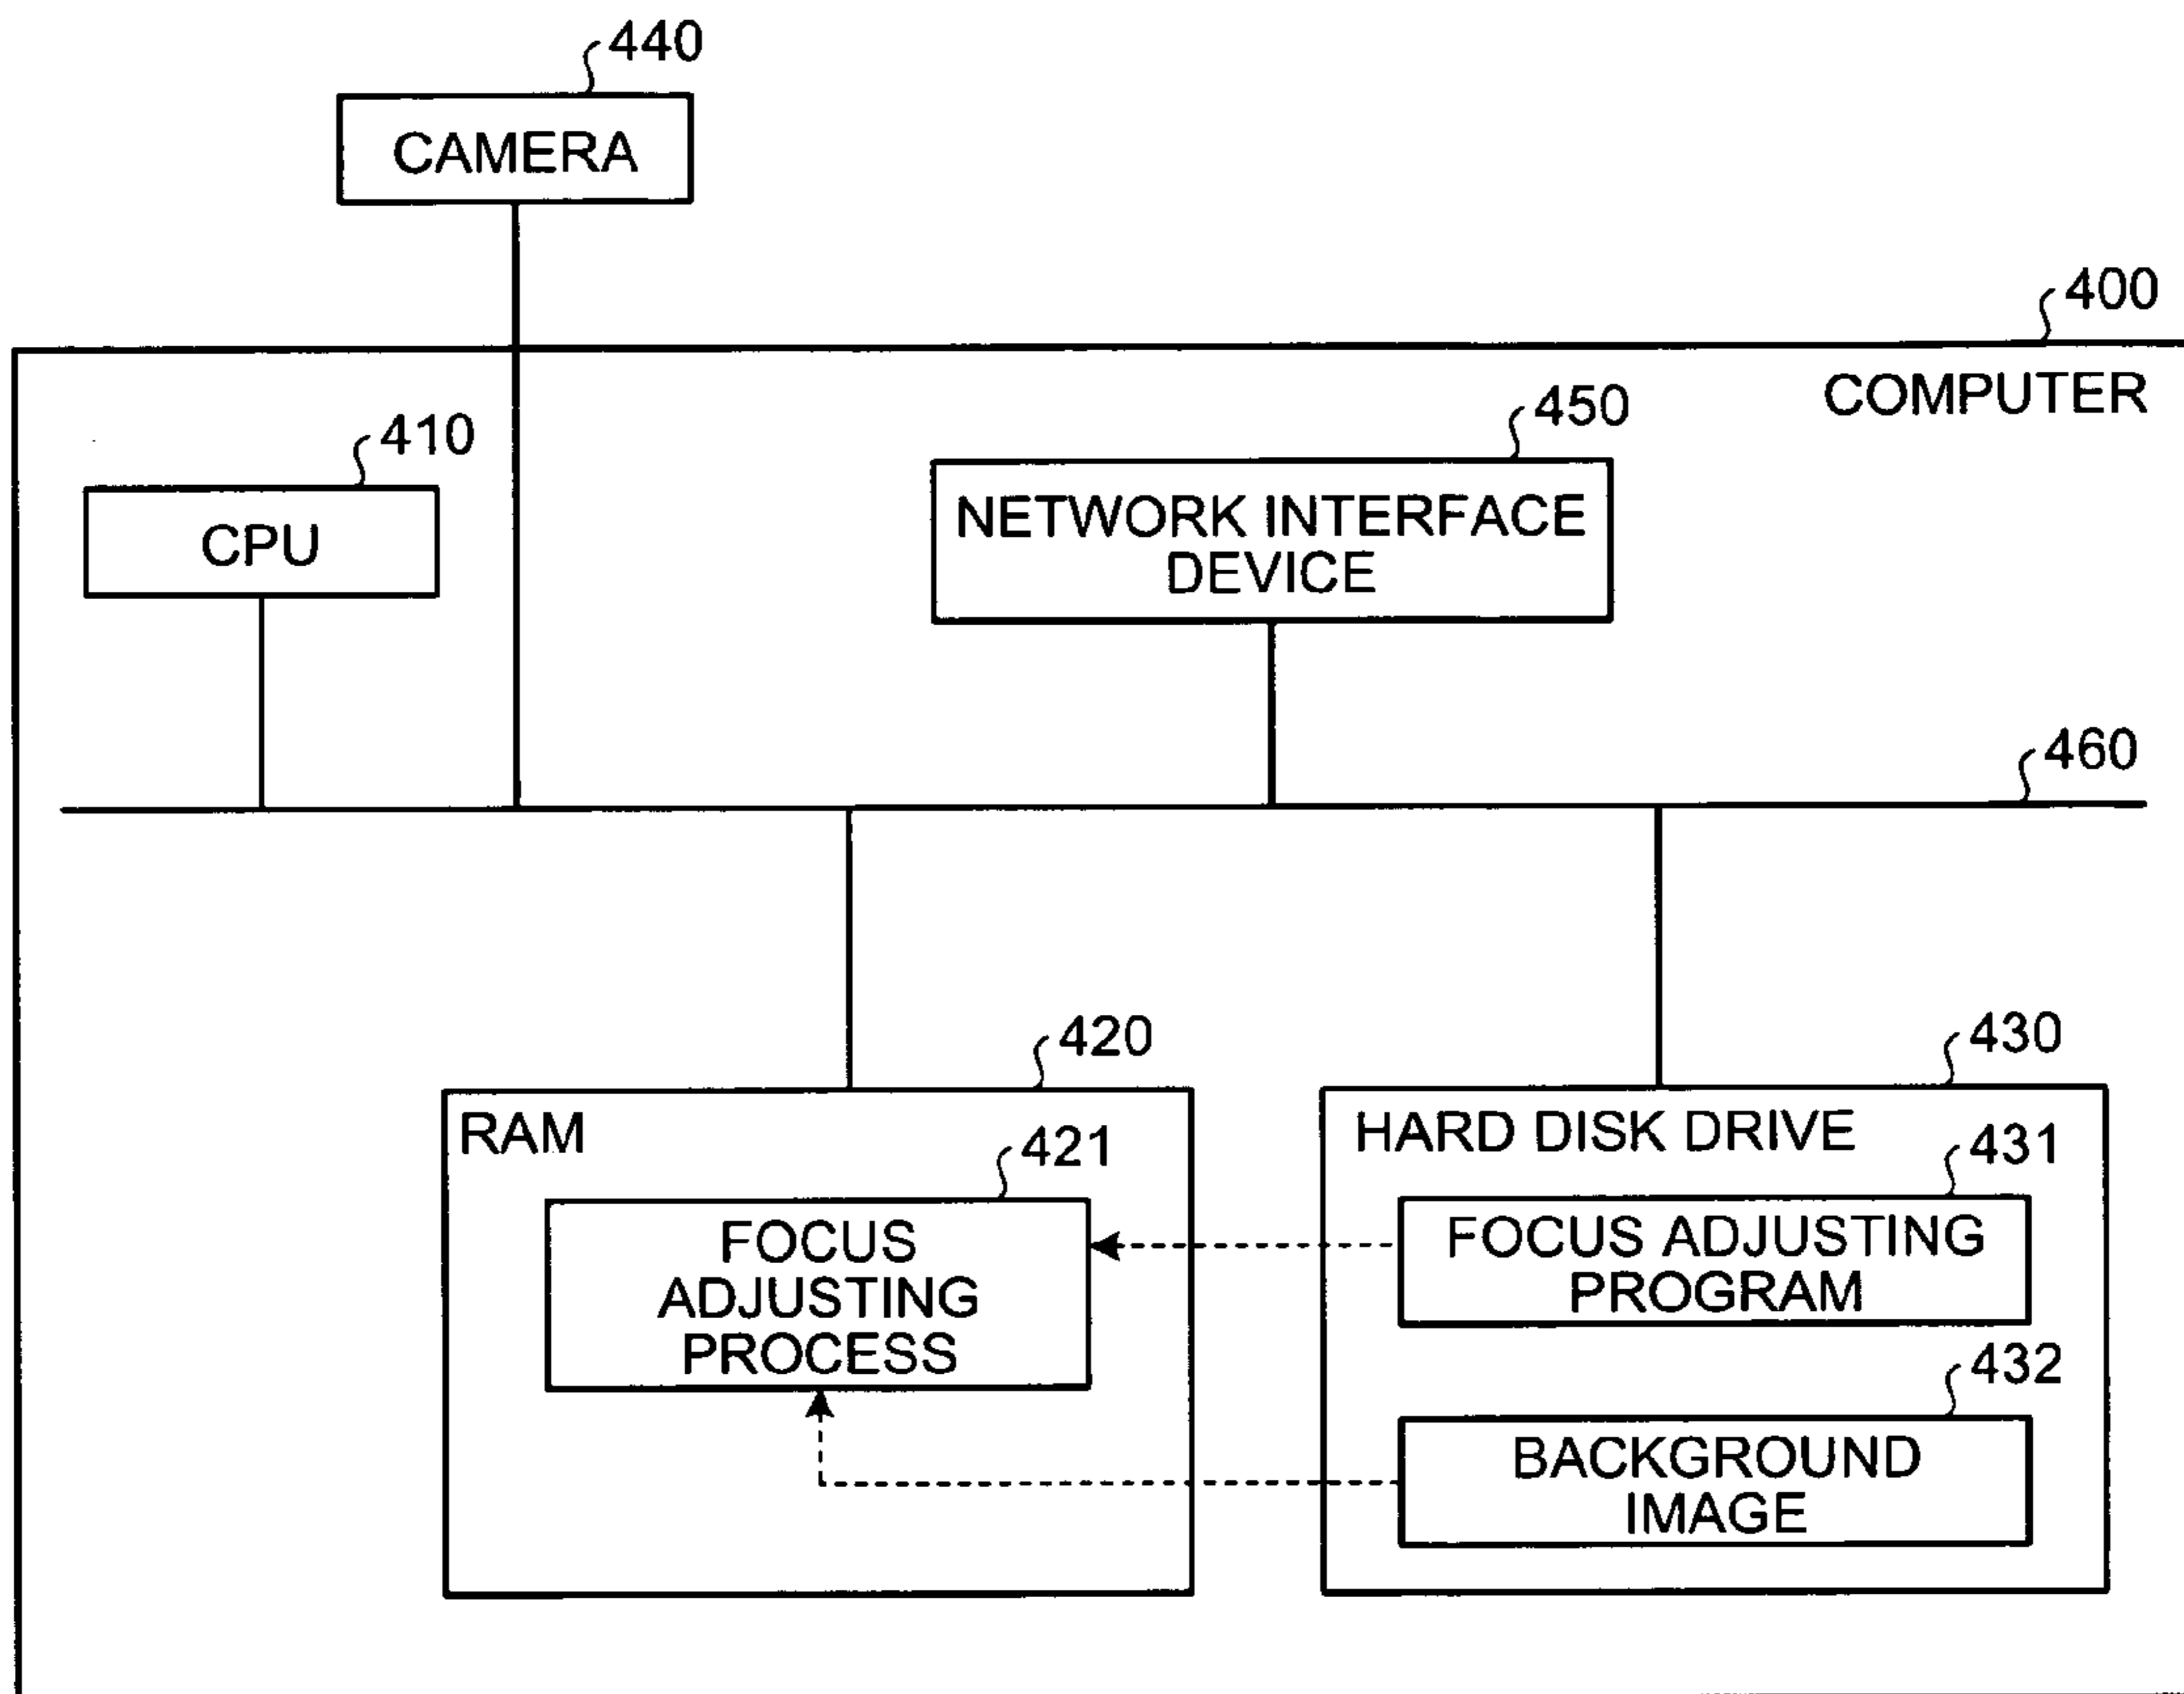 440
CAMERA
400
COMPUTER
410
CPU
450
NETWORK INTERFACE
DEVICE
460
420
RAM
421
FOCUS
ADJUSTING
PROCESS
430
HARD DISK DRIVE
431
FOCUS ADJUSTING
PROGRAM
432
BACKGROUND
IMAGE